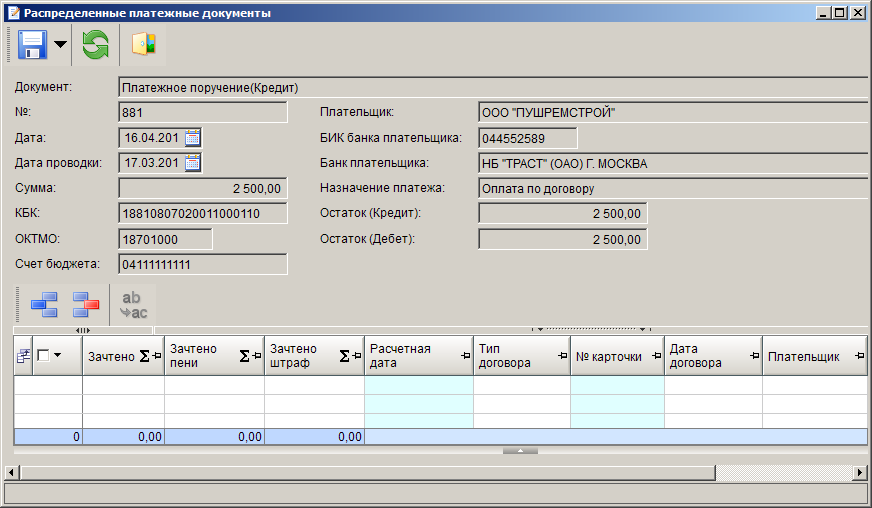 Распределенные платежные документы
Документ: Платежное поручение(Кредит)
№: 881 Плательщик: ООО "ПУШРЕМСТРОЙ"
Дата: 16.04.201 БИК банка плательщика: 044552589
Дата проводки: 17.03.201 Банк плательщика: НБ "ТРАСТ" (ОАО) Г. МОСКВА
Сумма: 2 500,00 Назначение платежа: Оплата по договору
КБК: 18810807020011000110 Остаток (Кредит): 2 500,00
ОКТМО: 18701000 Остаток (Дебет): 2 500,00
Счет бюджета: 04111111111
ab
ac
Зачтено Σ Зачтено пени Σ Зачтено штраф Σ Расчетная дата Тип договора № карточки Дата договора Плательщик
0 0,00 0,00 0,00